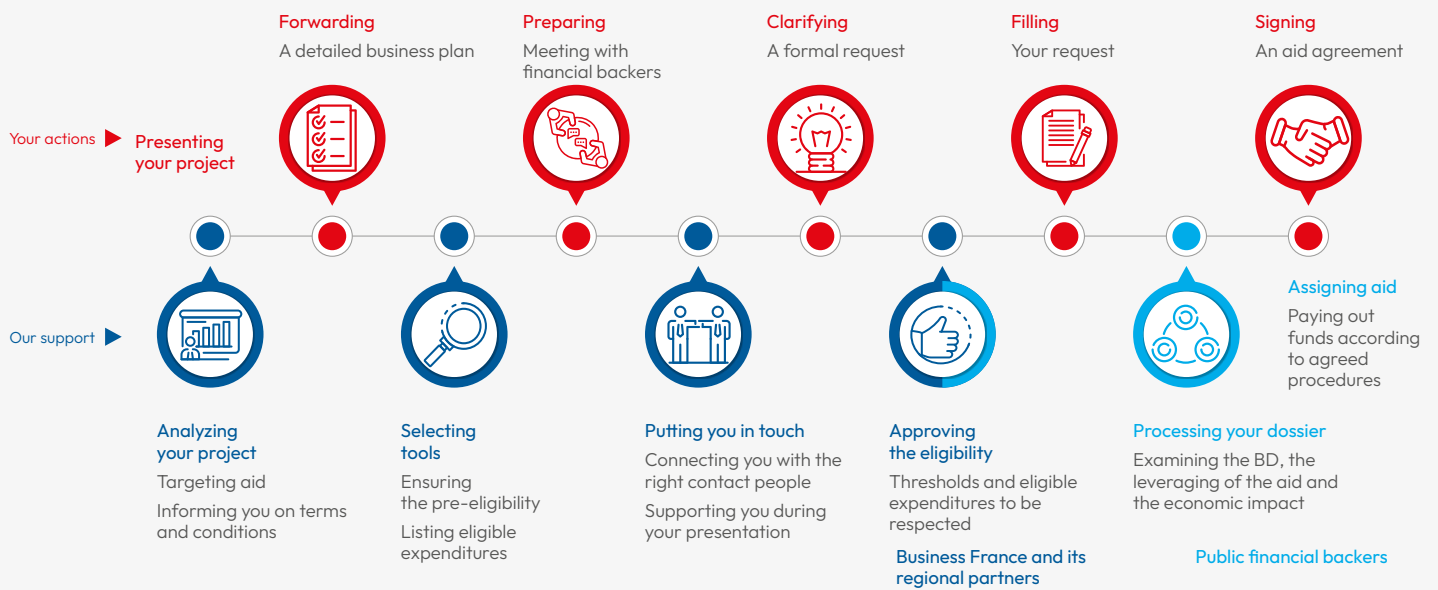 Forwarding
A detailed business plan
Preparing
Meeting with
financial backers
Clarifying
A formal request
Filling
Your request
Signing
An aid agreement
Your actions
Presenting
your project
Our support
Assigning aid
Paying out
funds according
to agreed
procedures
Analyzing
your project
Targeting aid
Informing you on terms
and conditions
Selecting
tools
Ensuring
the pre-eligibility
Listing eligible
expenditures
Putting you in touch
Connecting you with the
right contact people
Supporting you during
your presentation
Approving
the eligibility
Thresholds and eligible
expenditures to be
respected
Processing your dossier
Examining the BD, the
leveraging of the aid and
the economic impact
Business France and its
regional partners
Public financial backers